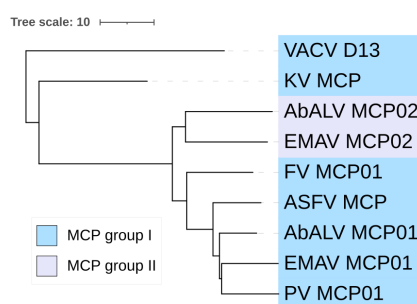 Tree scale: 10
VACV D13
KV MCP
AbALV MCP02
EMAV MCP02
FV MCP01
ASFV MCP
AbALV MCP01
EMAV MCP01
PV MCP01
MCP group I
MCP group II